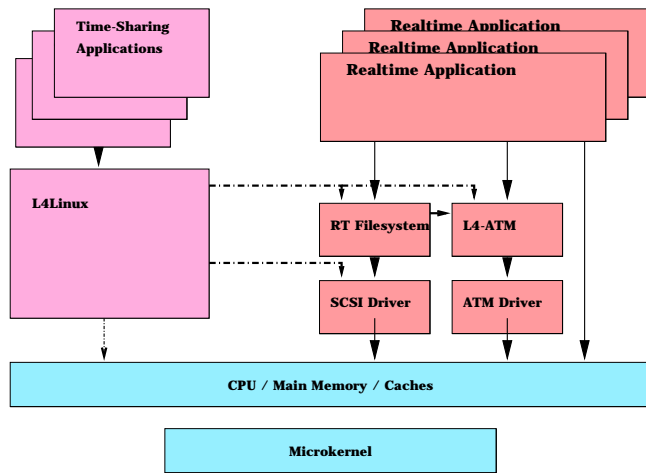 Time-Sharing
Applications
Realtime Application
Realtime Application
Realtime Application
L4Linux
RT Filesystem
L4-ATM
SCSI Driver
ATM Driver
CPU / Main Memory / Caches
Microkernel